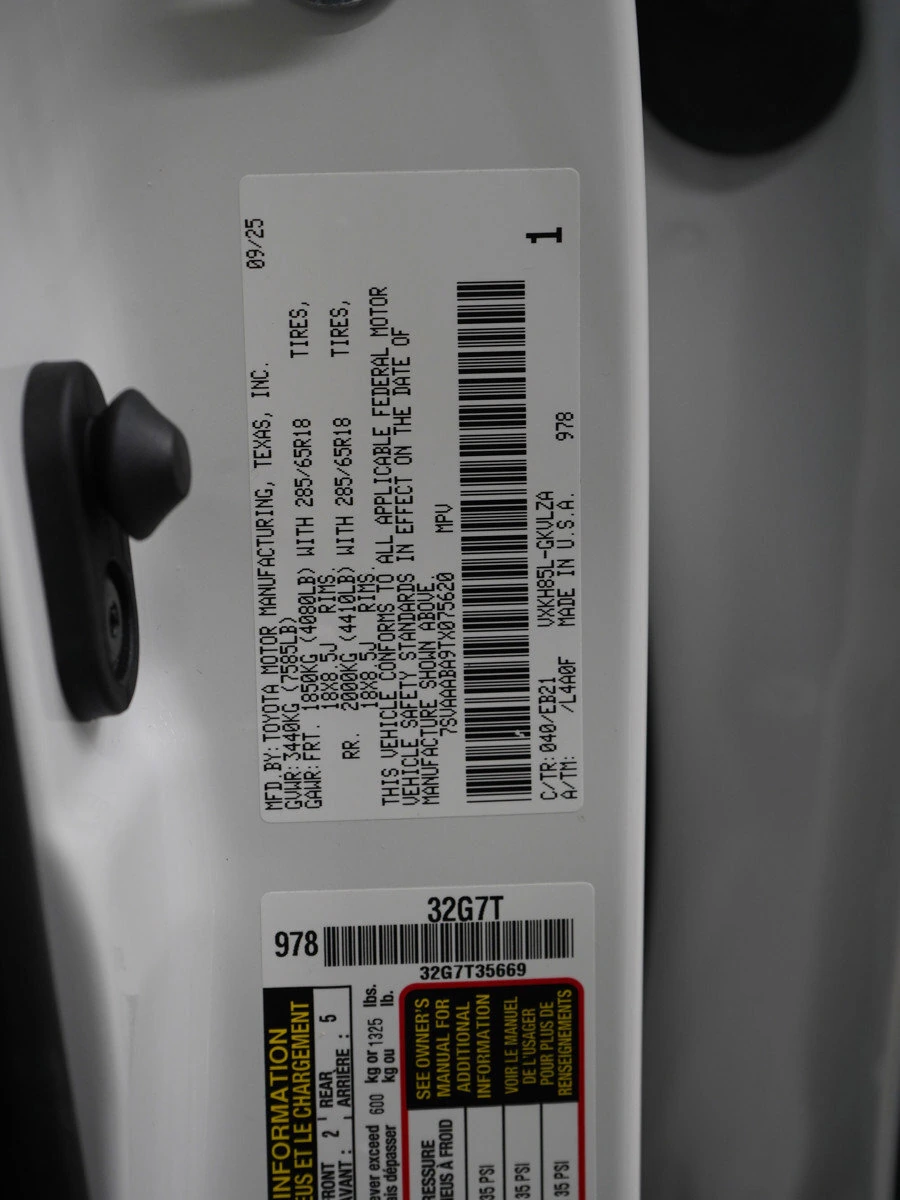 MFD.BY:TOYOTA MOTOR MANUFACTURING, TEXAS, INC. 09/25
GVWR:3440KG (7585LB)
GAWR:FRT. 1850KG (4080LB) WITH 285/65R18 TIRES,
18X8.5J RIMS.
RR. 2000KG (4410LB) WITH 285/65R18 TIRES,
18X8.5J RIMS.
THIS VEHICLE CONFORMS TO ALL APPLICABLE FEDERAL MOTOR
VEHICLE SAFETY STANDARDS IN EFFECT ON THE DATE OF
MANUFACTURE SHOWN ABOVE.
7SVAAABA9TX075620 MPV
1
C/TR:040/EB21 VXKH85L-GKVLZA 978
A/TM: /L4A0F MADE IN U.S.A.
32G7T
978
32G7T35669
INFORMATION
EUS ET LE CHARGEMENT
FRONT 2 REAR 5
AVANT : ARRIÈRE :
ever exceed 600 kg or 1325 lbs.
ais dépasser kg ou lb.
RESSURE
EUS À FROID
35 PSI
35 PSI
35 PSI
SEE OWNER'S
MANUAL FOR
ADDITIONAL
INFORMATION
VOIR LE MANUEL
DE L'USAGER
POUR PLUS DE
RENSEIGNEMENTS